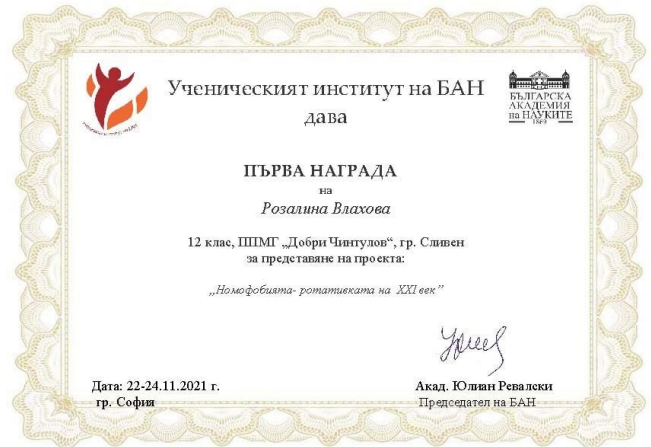 Ученическият институт на БАН
дава
БЪЛГАРСКА
АКАДЕМИЯ
на НАУКИТЕ
1869
ПЪРВА НАГРАДА
на
Розалина Влахова
12 клас, ППМГ „Добри Чинтулов“, гр. Сливен
за представяне на проекта:
„Номофобията- ротативката на XXI век”
Дата: 22-24.11.2021 г.
гр. София
Акад. Юлиан Ревалски
Председател на БАН